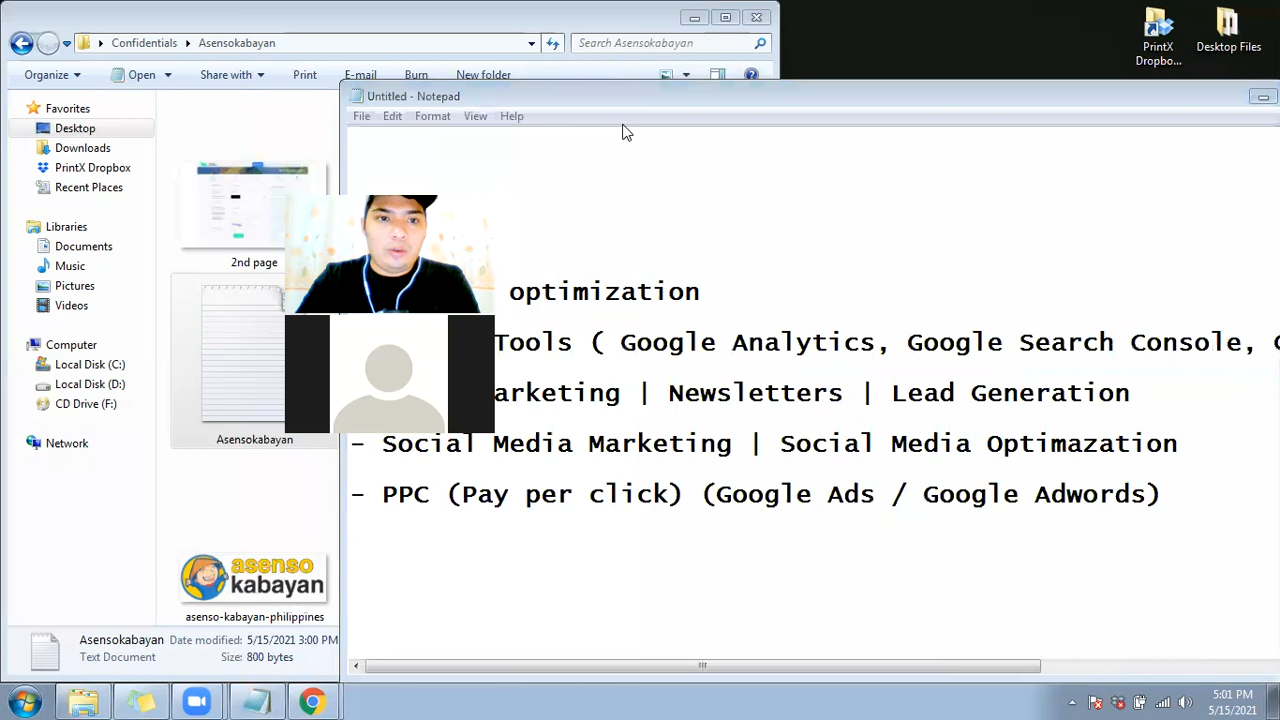 PrintX Dropbo...
Desktop Files
Confidentials
Asensokabayan
Search Asensokabayan
Organize
Open
Share with
Print
E-mail
Burn
New folder
Untitled - Notepad
File Edit Format View Help
Favorites
Desktop
Downloads
PrintX Dropbox
Recent Places
Libraries
Documents
Music
Pictures
Videos
Computer
Local Disk (C:)
Local Disk (D:)
CD Drive (F:)
Network
2nd page
Asensokabayan
asenso
kabayan
asenso-kabayan-philippines
optimization
Tools ( Google Analytics, Google Search Console,
arketing | Newsletters | Lead Generation
- Social Media Marketing | Social Media Optimazation
- PPC (Pay per click) (Google Ads / Google Adwords)
Asensokabayan Date modified: 5/15/2021 3:00 PM
Text Document Size: 800 bytes
5:01 PM
5/15/2021